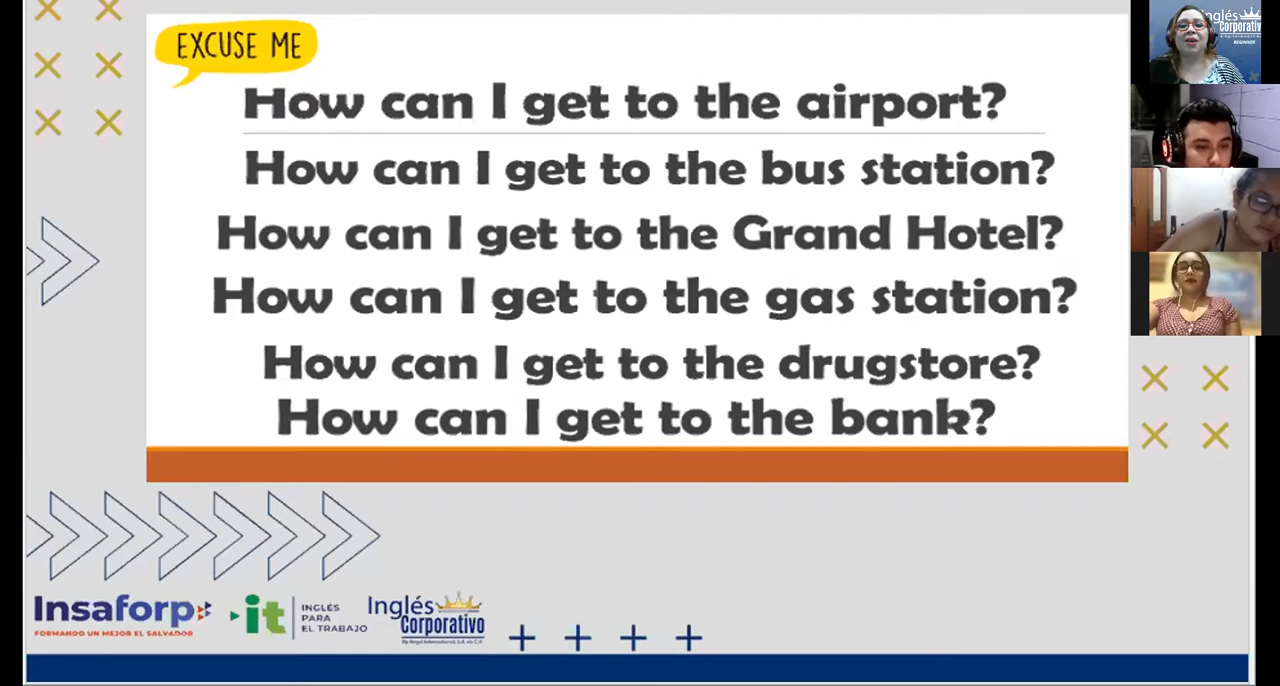 EXCUSE ME
How can I get to the airport?
How can I get to the bus station?
How can I get to the Grand Hotel?
How can I get to the gas station?
How can I get to the drugstore?
How can I get to the bank?
Insaforp
FORMANDO UN MEJOR EL SALVADOR
it
INGLÉS
PARA
EL TRABAJO
Inglés
Corporativo
Inglés
Corporativo
BEGINNER